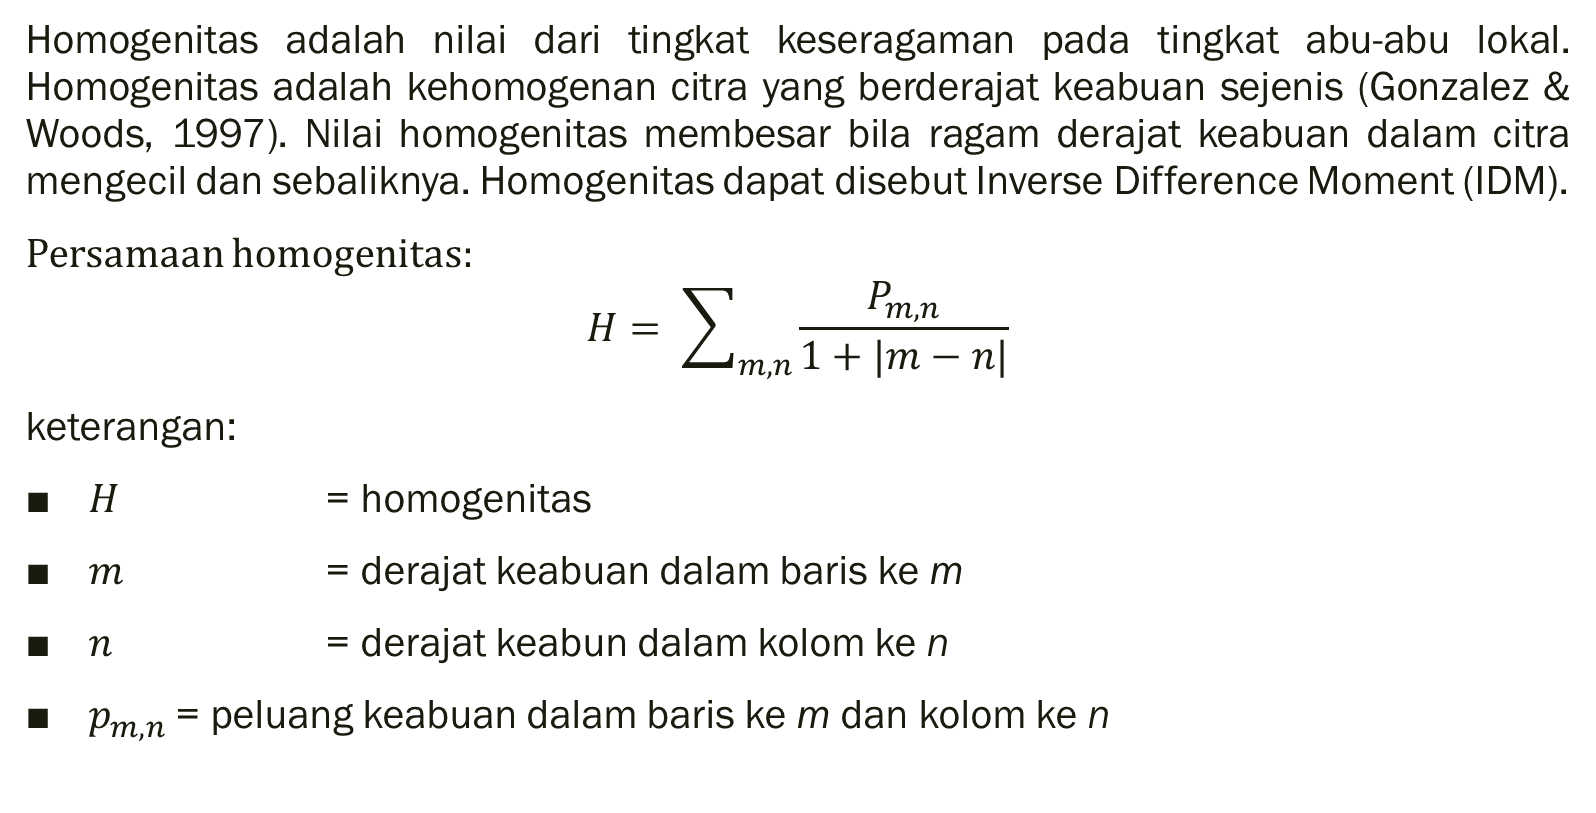 Homogenitas adalah nilai dari tingkat keseragaman pada tingkat abu-abu lokal.
Homogenitas adalah kehomogenan citra yang berderajat keabuan sejenis (Gonzalez &
Woods, 1997). Nilai homogenitas membesar bila ragam derajat keabuan dalam citra
mengecil dan sebaliknya. Homogenitas dapat disebut Inverse Difference Moment (IDM).
Persamaan homogenitas:
H = ∑_{m,n} \frac{P_{m,n}}{1 + |m − n|}
keterangan:
■ H = homogenitas
■ m = derajat keabuan dalam baris ke m
■ n = derajat keabun dalam kolom ke n
■ p_{m,n} = peluang keabuan dalam baris ke m dan kolom ke n